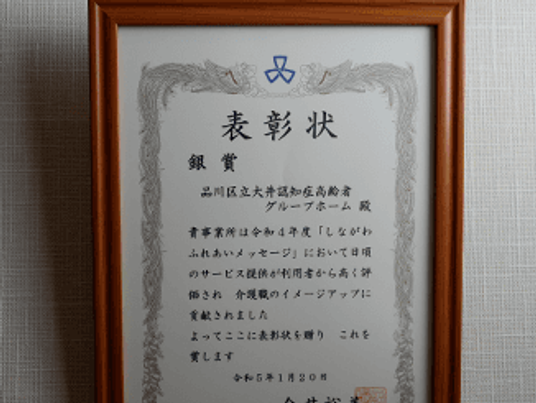 表彰状
銀賞
品川区立大井認知症高齢者
グループホーム 殿
貴事業所は令和4年度「しながわ
ふれあいメッセージ」において日頃
のサービス提供が利用者から高く評
価され 介護職のイメージアップに
貢献されました
よってここに表彰状を贈り これを
賞します
令和5年1月20日